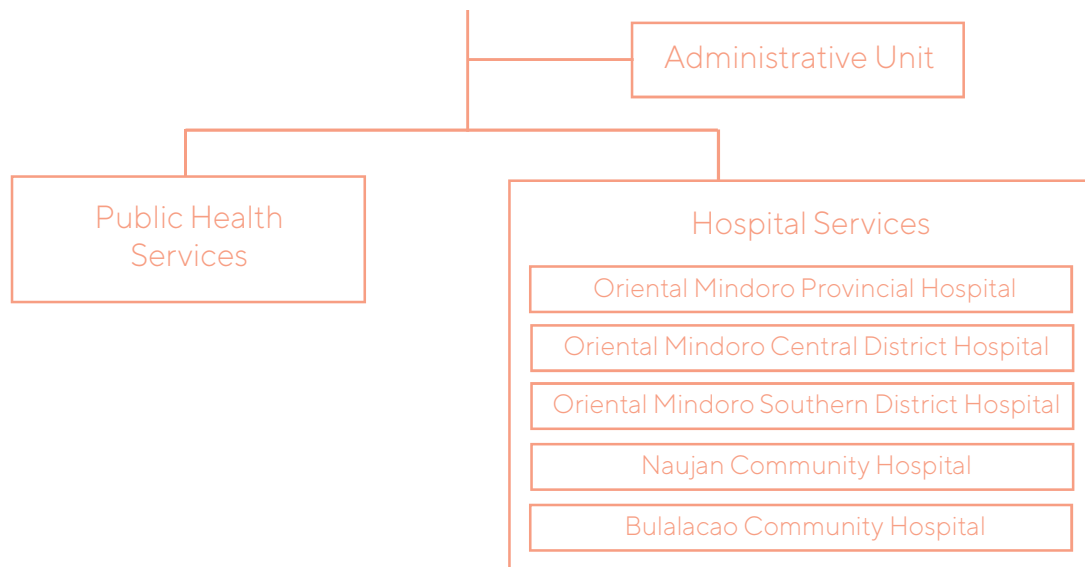 Administrative Unit
Public Health
Services
Hospital Services
Oriental Mindoro Provincial Hospital
Oriental Mindoro Central District Hospital
Oriental Mindoro Southern District Hospital
Naujan Community Hospital
Bulalacao Community Hospital